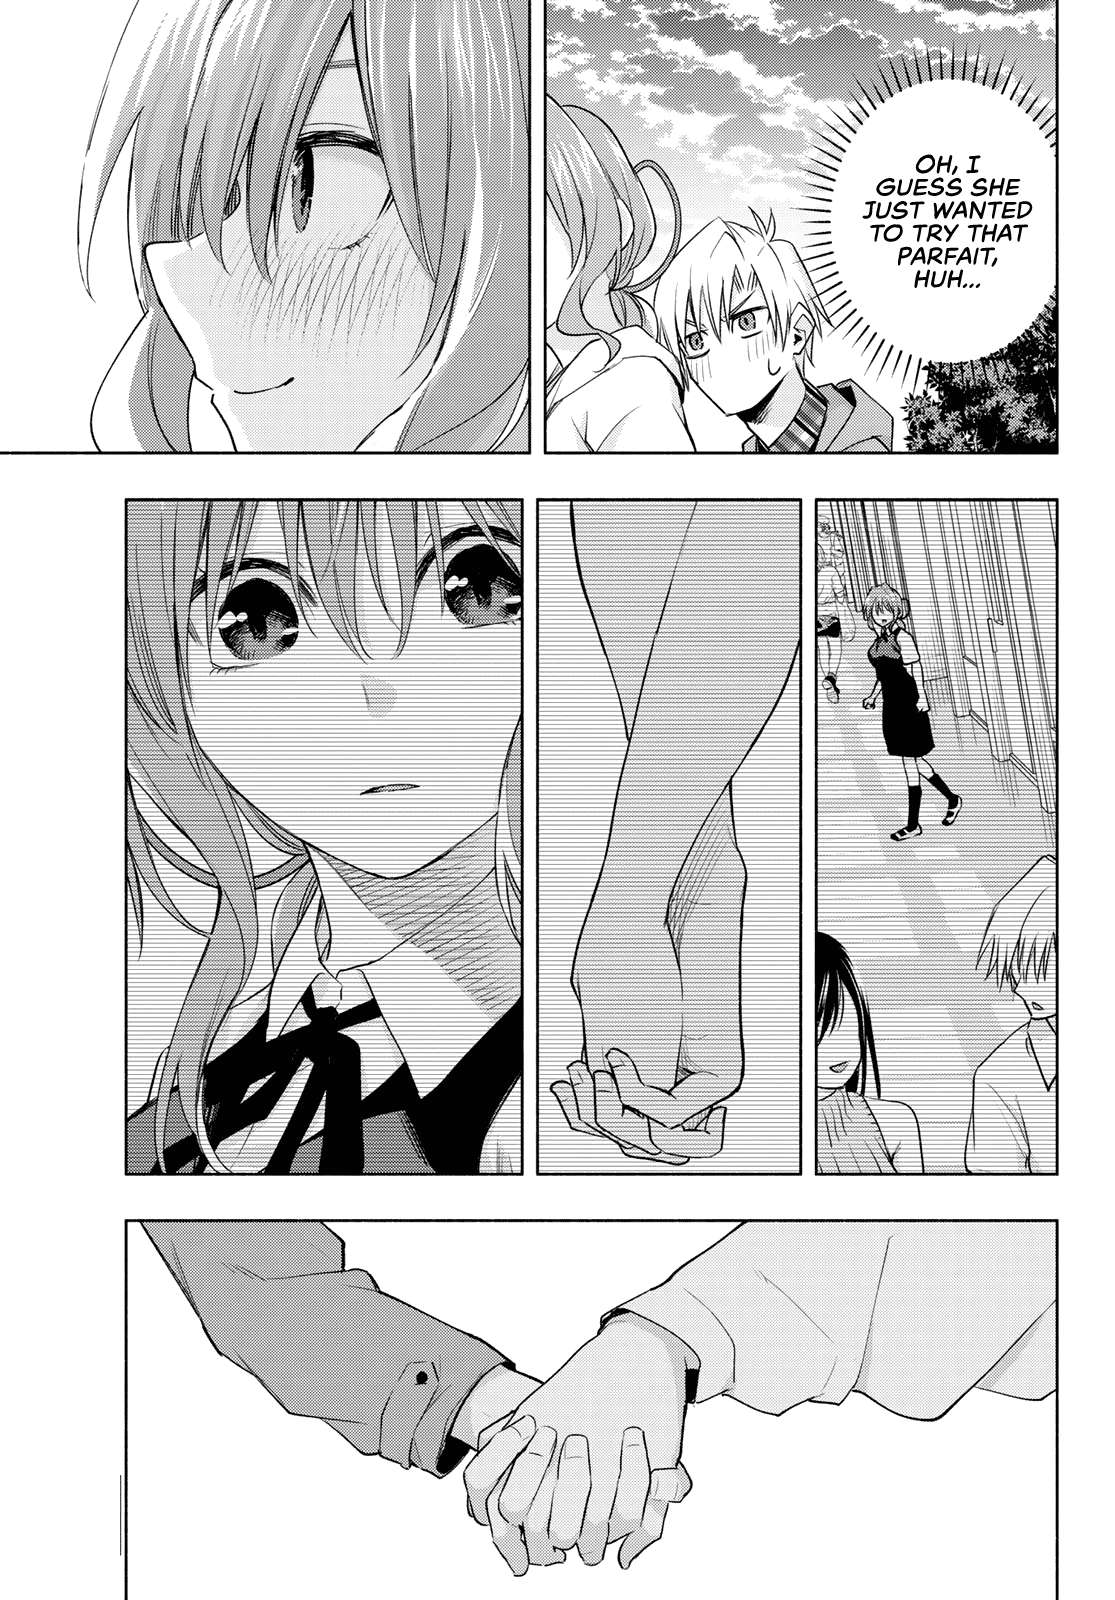 OH, I
GUESS SHE
JUST WANTED
TO TRY THAT
PARFAIT,
HUH...